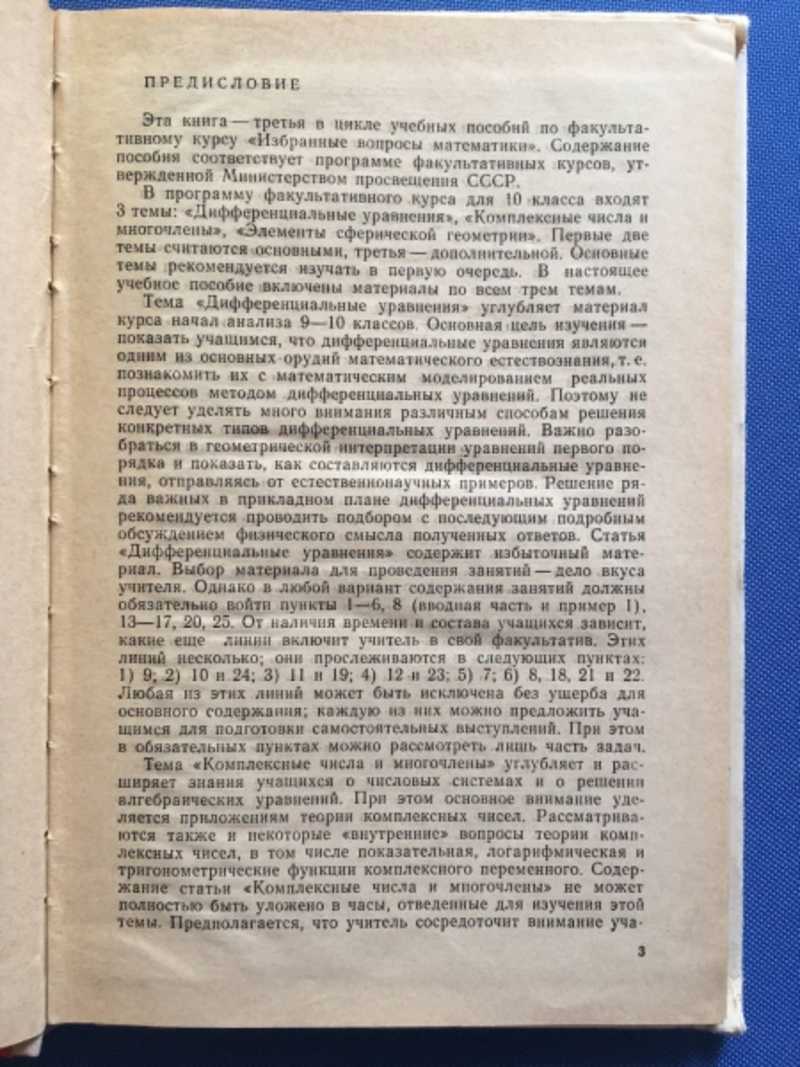 ПРЕДИСЛОВИЕ
Эта книга — третья в цикле учебных пособий по факульта-
ативному курсу «Избранные вопросы математики». Содержание
пособия соответствует программе факультативных курсов, ут-
вержденной Министерством просвещения СССР.
В программу факультативного курса для 10 класса входят
3 темы: «Дифференциальные уравнения», «Комплексные числа и
многочлены», «Элементы сферической геометрии». Первые две
темы считаются основными, третья — дополнительной. Основные
темы рекомендуется изучать в первую очередь. В настоящее
учебное пособие включены материалы по всем трем темам.
Тема «Дифференциальные уравнения» углубляет материал
курса начал анализа 9—10 классов. Основная цель изучения —
показать учащимся, что дифференциальные уравнения являются
одним из основных орудий математического естествознания, т. е.
познакомить их с математическим моделированием реальных
процессов методом дифференциальных уравнений. Поэтому не
следует уделять много внимания различным способам решения
конкретных типов дифференциальных уравнений. Важно разо-
браться в геометрической интерпретации уравнений первого по-
рядка и показать, как составляются дифференциальные уравне-
ния, отправляясь от естественнонаучных примеров. Решение ря-
да важных в прикладном плане дифференциальных уравнений
рекомендуется проводить подбором с последующим подробным
обсуждением физического смысла полученных ответов. Статья
«Дифференциальные уравнения» содержит избыточный мате-
риал. Выбор материала для проведения занятий — дело вкуса
учителя. Однако в любой вариант содержания занятий должны
обязательно войти пункты 1—6, 8 (вводная часть и пример 1),
13—17, 20, 25. От наличия времени и состава учащихся зависит,
какие еще линии включит учитель в свой факультатив. Этих
линий несколько; они прослеживаются в следующих пунктах:
1) 9; 2) 10 и 24; 3) 11 и 19; 4) 12 и 23; 5) 7; 6) 8, 18, 21 и 22.
Любая из этих линий может быть исключена без ущерба для
основного содержания; каждую из них можно предложить уча-
щимся для подготовки самостоятельных выступлений. При этом
в обязательных пунктах можно рассмотреть лишь часть задач.
Тема «Комплексные числа и многочлены» углубляет и рас-
ширяет знания учащихся о числовых системах и о решении
алгебраических уравнений. При этом основное внимание уде-
ляется приложениям теории комплексных чисел. Рассматрива-
ются также и некоторые «внутренние» вопросы теории комп-
лексных чисел, в том числе показательная, логарифмическая и
тригонометрические функции комплексного переменного. Содер-
жание статьи «Комплексные числа и многочлены» не может
полностью быть уложено в часы, отведенные для изучения этой
темы. Предполагается, что учитель сосредоточит внимание уча-
3